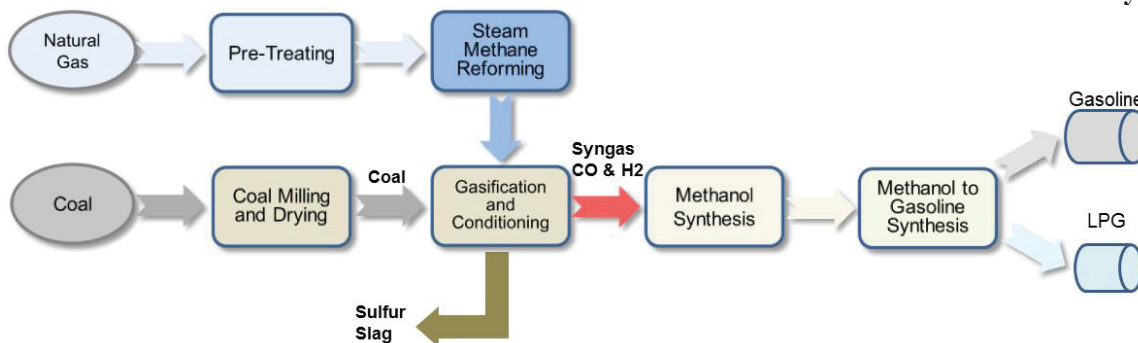 Natural
Gas
Pre-Treating
Steam
Methane
Reforming
Gasoline
Coal
Coal Milling
and Drying
Coal
Gasification
and
Conditioning
Syngas
CO & H2
Methanol
Synthesis
Methanol to
Gasoline
Synthesis
LPG
Sulfur
Slag